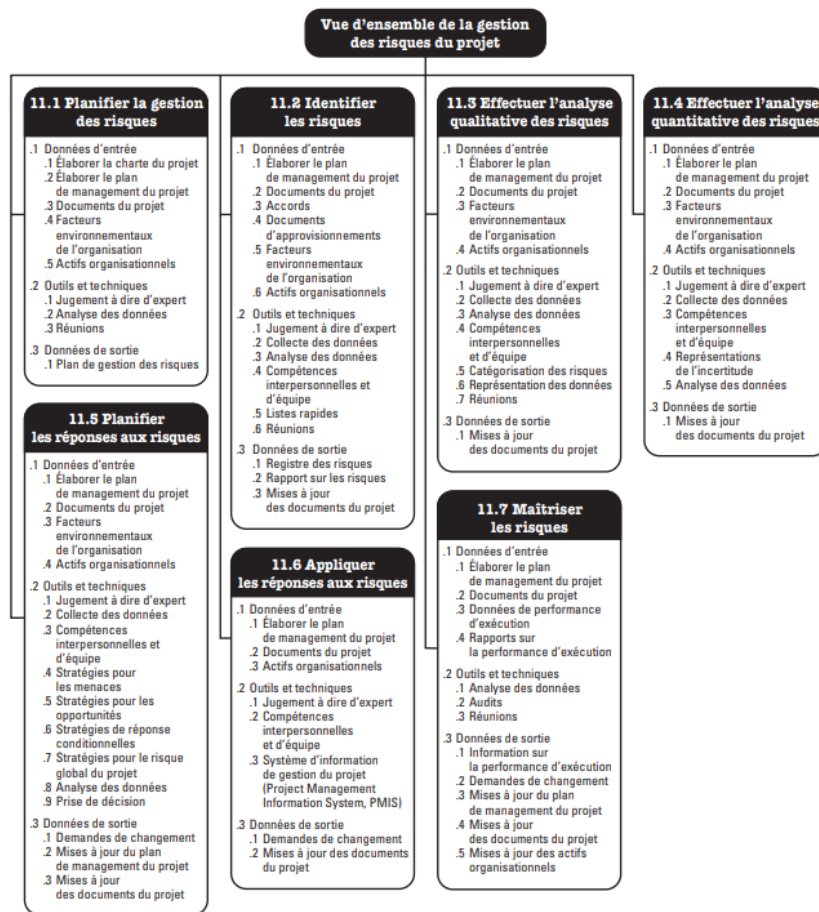 Vue d'ensemble de la gestion
des risques du projet
11.1 Planifier la gestion
des risques
.1 Données d'entrée
.1 Élaborer la charte du projet
.2 Élaborer le plan
de management du projet
.3 Documents du projet
.4 Facteurs
environnementaux
de l'organisation
.5 Actifs organisationnels
.2 Outils et techniques
.1 Jugement à dire d'expert
.2 Analyse des données
.3 Réunions
.3 Données de sortie
.1 Plan de gestion des risques
11.2 Identifier
les risques
.1 Données d'entrée
.1 Élaborer le plan
de management du projet
.2 Documents du projet
.3 Accords
.4 Documents
d'approvisionnements
.5 Facteurs
environnementaux
de l'organisation
.6 Actifs organisationnels
.2 Outils et techniques
.1 Jugement à dire d'expert
.2 Collecte des données
.3 Analyse des données
.4 Compétences
interpersonnelles et
d'équipe
.5 Listes rapides
.6 Réunions
.3 Données de sortie
.1 Registre des risques
.2 Rapport sur les risques
.3 Mises à jour
des documents du projet
11.3 Effectuer l'analyse
qualitative des risques
.1 Données d'entrée
.1 Élaborer le plan
de management du projet
.2 Documents du projet
.3 Facteurs
environnementaux
de l'organisation
.4 Actifs organisationnels
.2 Outils et techniques
.1 Jugement à dire d'expert
.2 Collecte des données
.3 Analyse des données
.4 Compétences
interpersonnelles
et d'équipe
.5 Catégorisation des risques
.6 Représentation des données
.7 Réunions
.3 Données de sortie
.1 Mises à jour
des documents du projet
11.4 Effectuer l'analyse
quantitative des risques
.1 Données d'entrée
.1 Élaborer le plan
de management du projet
.2 Documents du projet
.3 Facteurs
environnementaux
de l'organisation
.4 Actifs organisationnels
.2 Outils et techniques
.1 Jugement à dire d'expert
.2 Collecte des données
.3 Compétences
interpersonnelles
et d'équipe
.4 Représentations
de l'incertitude
.5 Analyse des données
.3 Données de sortie
.1 Mises à jour
des documents du projet
11.5 Planifier
les réponses aux risques
.1 Données d'entrée
.1 Élaborer le plan
de management du projet
.2 Documents du projet
.3 Facteurs
environnementaux
de l'organisation
.4 Actifs organisationnels
.2 Outils et techniques
.1 Jugement à dire d'expert
.2 Collecte des données
.3 Compétences
interpersonnelles et
d'équipe
.4 Stratégies pour
les menaces
.5 Stratégies pour les
opportunités
.6 Stratégies de réponse
conditionnelles
.7 Stratégies pour le risque
global du projet
.8 Analyse des données
.9 Prise de décision
.3 Données de sortie
.1 Demandes de changement
.2 Mises à jour du plan
de management du projet
.3 Mises à jour
des documents du projet
11.6 Appliquer
les réponses aux risques
.1 Données d'entrée
.1 Élaborer le plan
de management du projet
.2 Documents du projet
.3 Actifs organisationnels
.2 Outils et techniques
.1 Jugement à dire d'expert
.2 Compétences
interpersonnelles
et d'équipe
.3 Système d'information
de gestion du projet
(Project Management
Information System, PMIS)
.3 Données de sortie
.1 Demandes de changement
.2 Mises à jour des documents
du projet
11.7 Maîtriser
les risques
.1 Données d'entrée
.1 Élaborer le plan
de management du projet
.2 Documents du projet
.3 Données de performance
d'exécution
.4 Rapports sur
la performance d'exécution
.2 Outils et techniques
.1 Analyse des données
.2 Audits
.3 Réunions
.3 Données de sortie
.1 Information sur
la performance d'exécution
.2 Demandes de changement
.3 Mises à jour du plan
de management du projet
.4 Mises à jour
des documents du projet
.5 Mises à jour des actifs
organisationnels